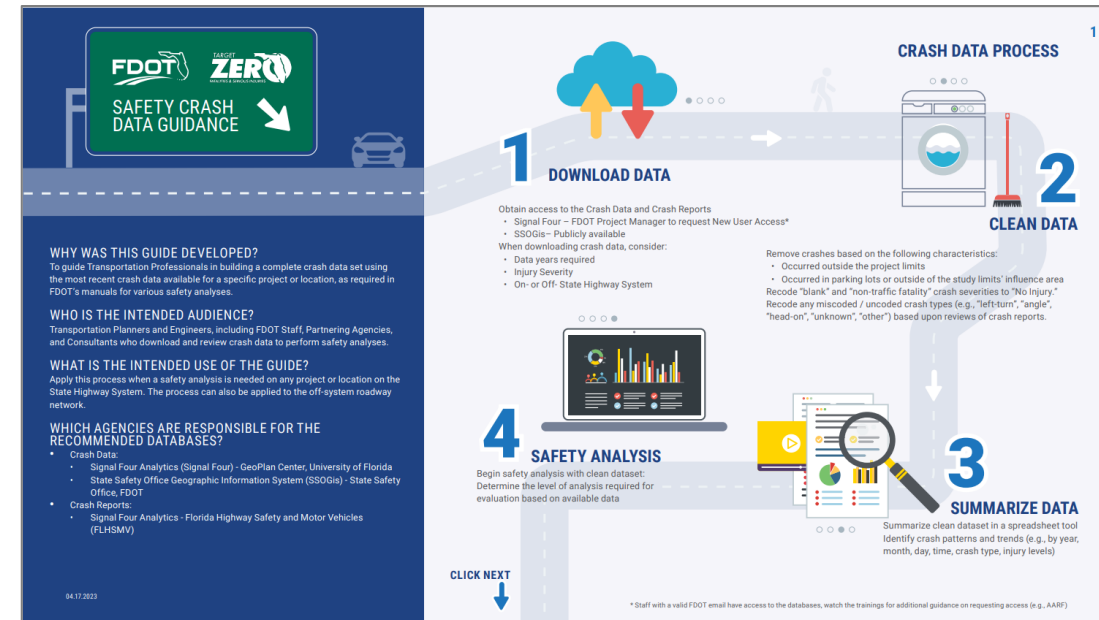 FDOT
TARGET
ZERO
SAFETY CRASH
DATA GUIDANCE
WHY WAS THIS GUIDE DEVELOPED?
To guide Transportation Professionals in building a complete crash data set using
the most recent crash data available for a specific project or location, as required in
FDOT's manuals for various safety analyses.
WHO IS THE INTENDED AUDIENCE?
Transportation Planners and Engineers, including FDOT Staff, Partnering Agencies,
and Consultants who download and review crash data to perform safety analyses.
WHAT IS THE INTENDED USE OF THE GUIDE?
Apply this process when a safety analysis is needed on any project or location on the
State Highway System. The process can also be applied to the off-system roadway
network.
WHICH AGENCIES ARE RESPONSIBLE FOR THE
RECOMMENDED DATABASES?
• Crash Data:
• Signal Four Analytics (Signal Four) - GeoPlan Center, University of Florida
• State Safety Office Geographic Information System (SSOGis) - State Safety
Office, FDOT
• Crash Reports:
• Signal Four Analytics - Florida Highway Safety and Motor Vehicles
(FLHSMV)
04.17.2023
1
CRASH DATA PROCESS
1
DOWNLOAD DATA
Obtain access to the Crash Data and Crash Reports
• Signal Four – FDOT Project Manager to request New User Access*
• SSOGis– Publicly available
When downloading crash data, consider:
• Data years required
• Injury Severity
• On- or Off- State Highway System
2
CLEAN DATA
Remove crashes based on the following characteristics:
• Occurred outside the project limits
• Occurred in parking lots or outside of the study limits' influence area
Recode "blank" and "non-traffic fatality" crash severities to "No Injury."
Recode any miscoded / uncoded crash types (e.g., "left-turn", "angle",
"head-on", "unknown", "other") based upon reviews of crash reports.
3
SUMMARIZE DATA
Summarize clean dataset in a spreadsheet tool
Identify crash patterns and trends (e.g., by year,
month, day, time, crash type, injury levels)
4
SAFETY ANALYSIS
Begin safety analysis with clean dataset:
Determine the level of analysis required for
evaluation based on available data
CLICK NEXT
* Staff with a valid FDOT email have access to the databases, watch the trainings for additional guidance on requesting access (e.g., AARF)